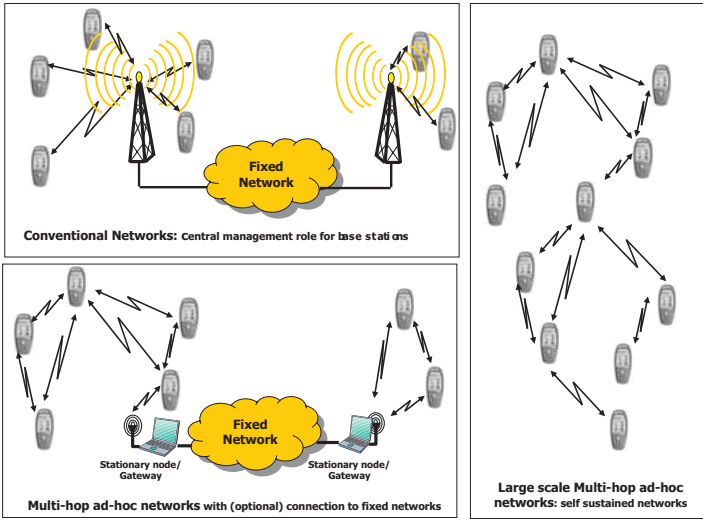 Fixed
Network
Conventional Networks: central management role for base stations
Fixed
Network
Stationary node/
Gateway
Stationary node/
Gateway
Multi-hop ad-hoc networks with (optional) connection to fixed networks
Large scale Multi-hop ad-hoc
networks: self sustained networks